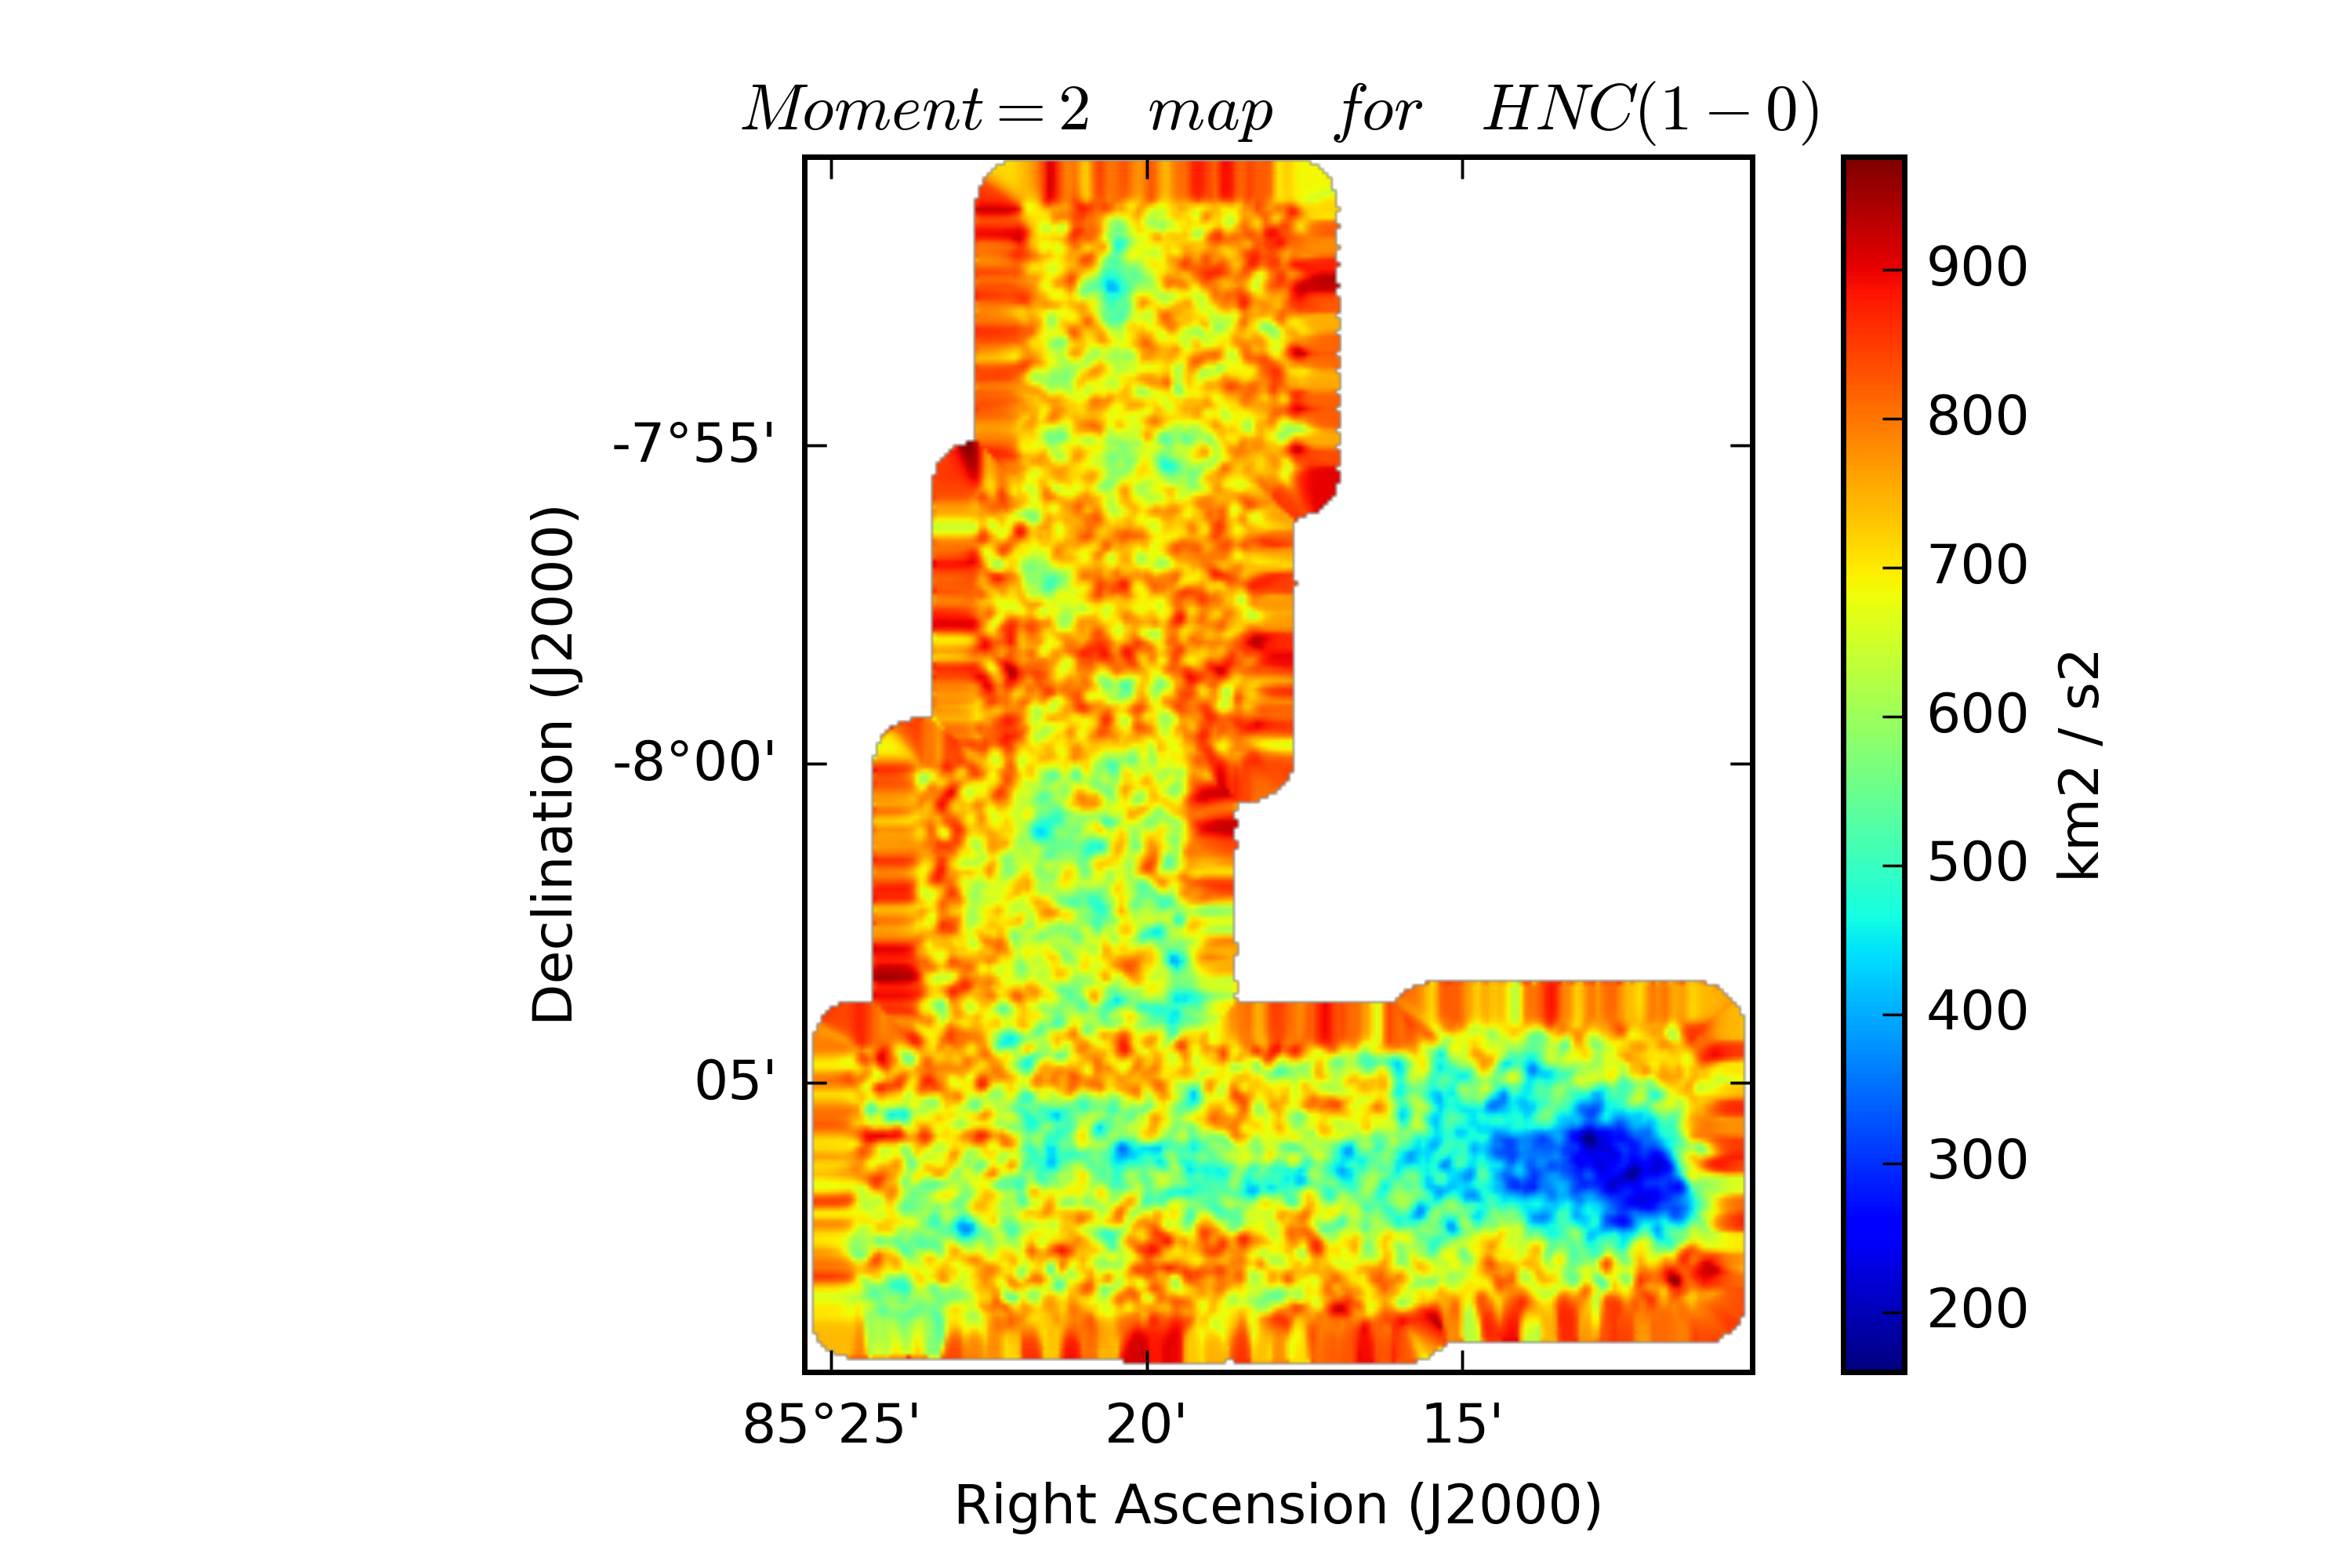 Moment = 2 map for HNC(1 − 0)
900
800
700
600
500
400
300
200
km2 / s2
-7°55'
-8°00'
05'
Declination (J2000)
85°25' 20' 15'
Right Ascension (J2000)